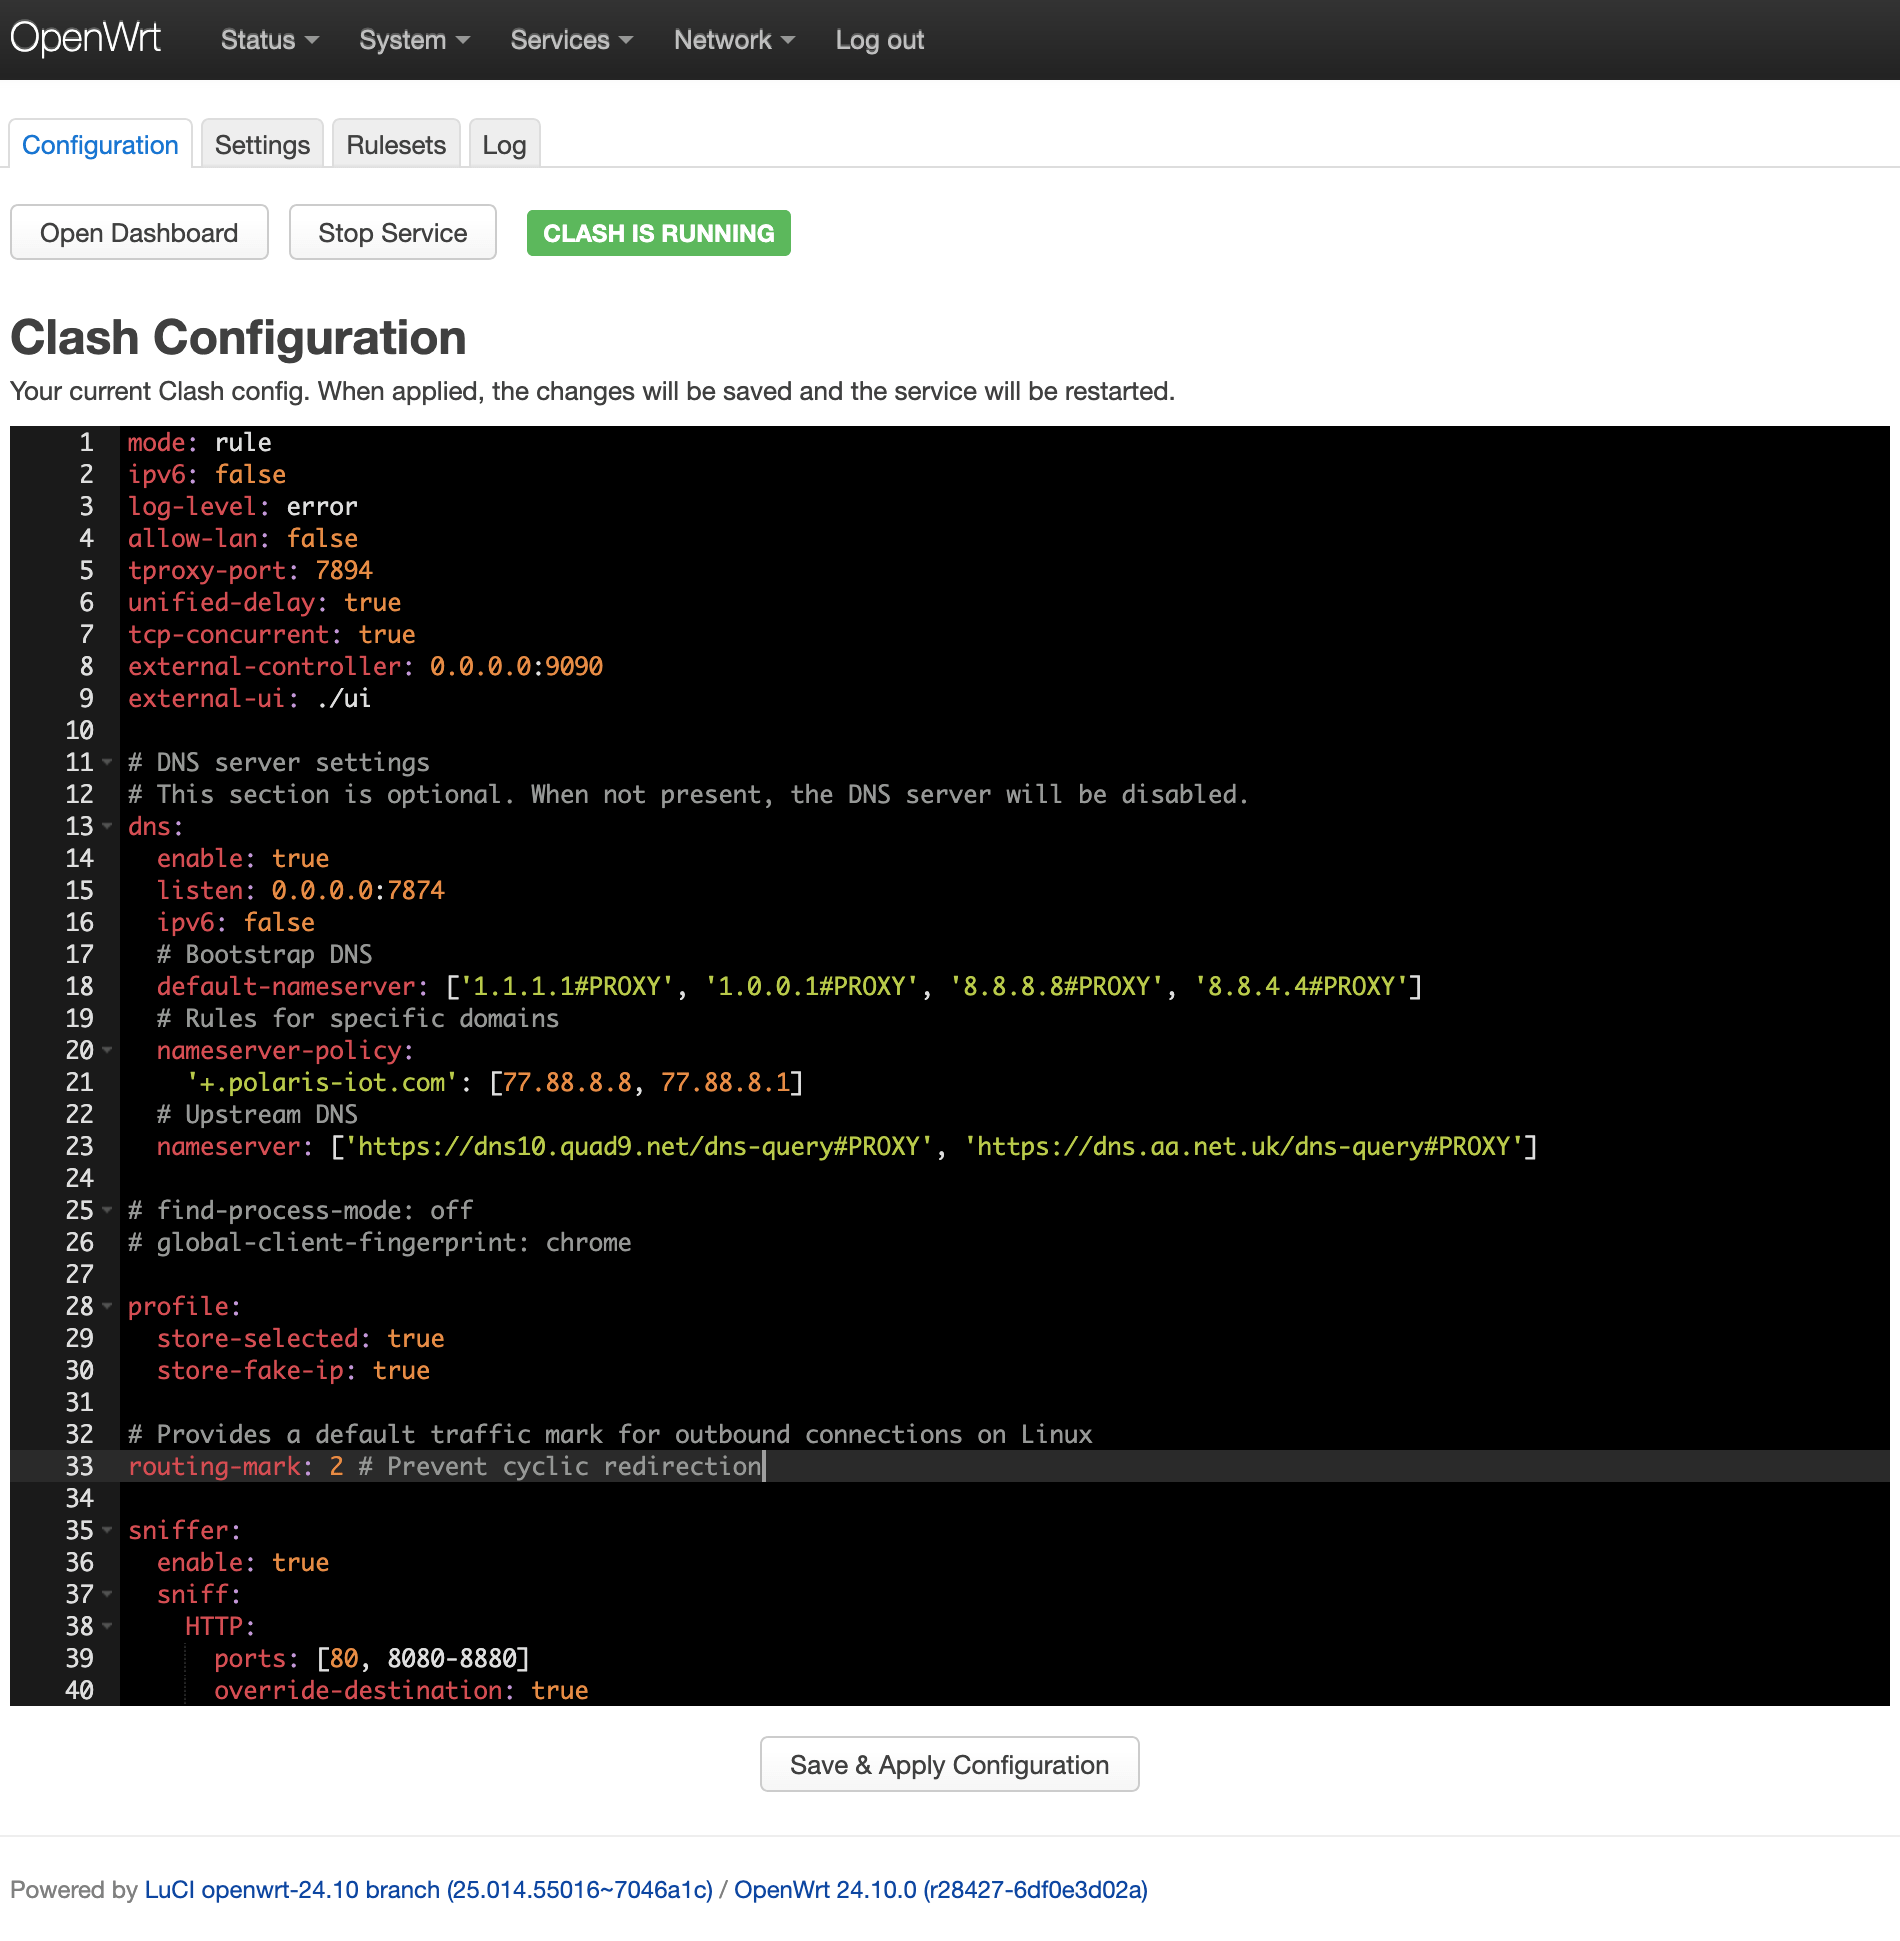 OpenWrt Status System Services Network Log out
Configuration Settings Rulesets Log
Open Dashboard Stop Service CLASH IS RUNNING
Clash Configuration
Your current Clash config. When applied, the changes will be saved and the service will be restarted.
1 mode: rule
2 ipv6: false
3 log-level: error
4 allow-lan: false
5 tproxy-port: 7894
6 unified-delay: true
7 tcp-concurrent: true
8 external-controller: 0.0.0.0:9090
9 external-ui: ./ui
10
11 # DNS server settings
12 # This section is optional. When not present, the DNS server will be disabled.
13 dns:
14   enable: true
15   listen: 0.0.0.0:7874
16   ipv6: false
17   # Bootstrap DNS
18   default-nameserver: ['1.1.1.1#PROXY', '1.0.0.1#PROXY', '8.8.8.8#PROXY', '8.8.4.4#PROXY']
19   # Rules for specific domains
20   nameserver-policy:
21     '+.polaris-iot.com': [77.88.8.8, 77.88.8.1]
22   # Upstream DNS
23   nameserver: ['https://dns10.quad9.net/dns-query#PROXY', 'https://dns.aa.net.uk/dns-query#PROXY']
24
25 # find-process-mode: off
26 # global-client-fingerprint: chrome
27
28 profile:
29   store-selected: true
30   store-fake-ip: true
31
32 # Provides a default traffic mark for outbound connections on Linux
33 routing-mark: 2 # Prevent cyclic redirection
34
35 sniffer:
36   enable: true
37   sniff:
38     HTTP:
39       ports: [80, 8080-8880]
40       override-destination: true
Save & Apply Configuration
Powered by LuCI openwrt-24.10 branch (25.014.55016~7046a1c) / OpenWrt 24.10.0 (r28427-6df0e3d02a)